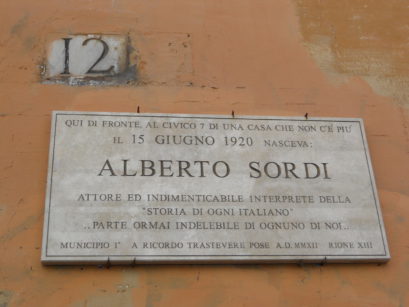 12
QUI DI FRONTE, AL CIVICO 7 DI UNA CASA CHE NON C'E' PIU'
IL 15 GIUGNO 1920 NASCEVA:
ALBERTO SORDI
ATTORE ED INDIMENTICABILE INTERPRETE DELLA
"STORIA DI OGNI ITALIANO"
..PARTE ORMAI INDELEBILE DI OGNUNO DI NOI..
MUNICIPIO I° A RICORDO TRASTEVERE POSE A.D. MMXII RIONE XIII